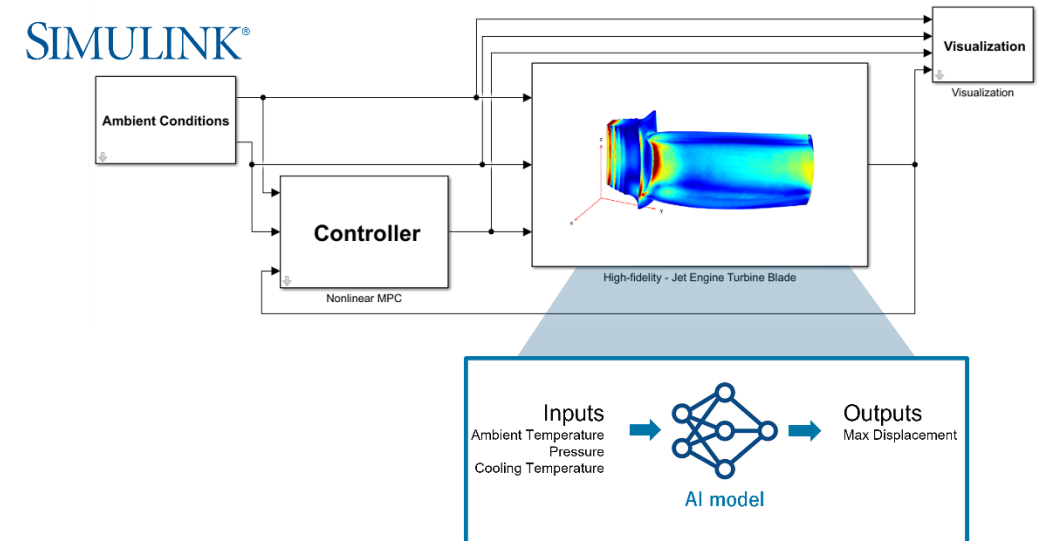 SIMULINK®
Ambient Conditions
Visualization
Visualization
z
y
x
Controller
Nonlinear MPC
High-fidelity - Jet Engine Turbine Blade
Inputs
Ambient Temperature
Pressure
Cooling Temperature
AI model
Outputs
Max Displacement